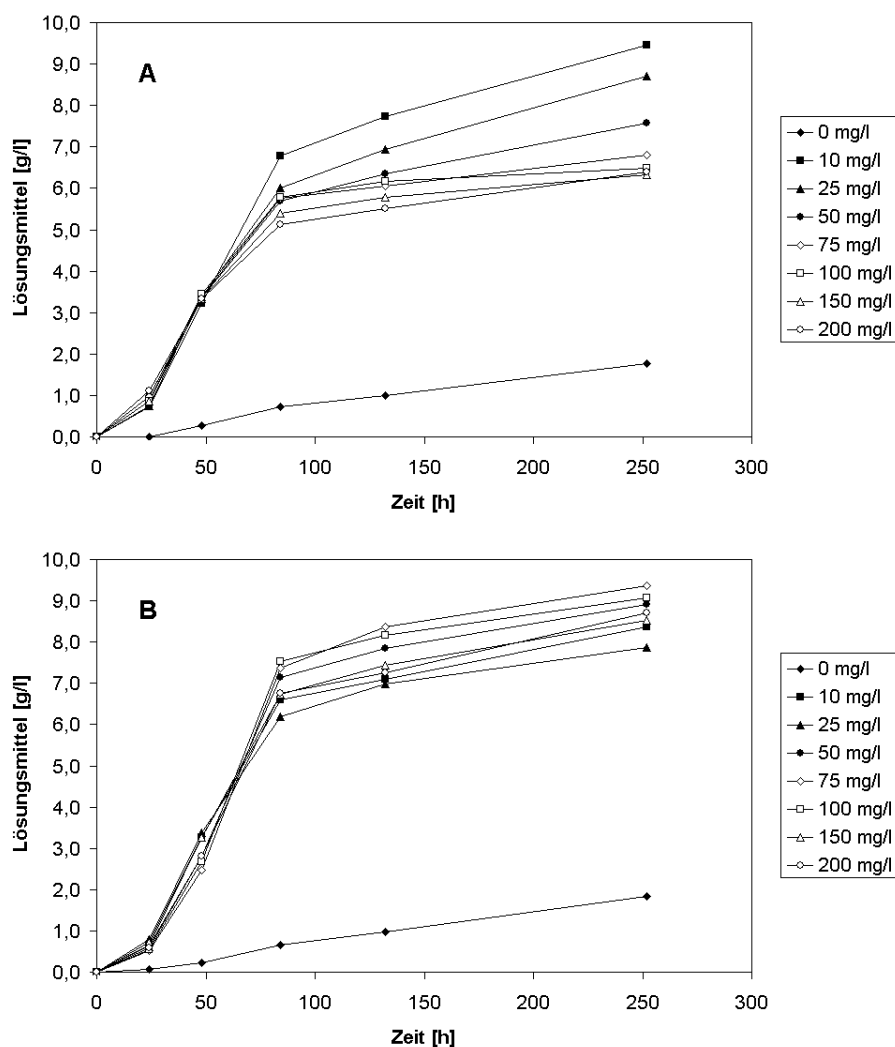 A
Lösungsmittel [g/l]
10,0
9,0
8,0
7,0
6,0
5,0
4,0
3,0
2,0
1,0
0,0
0 50 100 150 200 250 300
Zeit [h]
0 mg/l
10 mg/l
25 mg/l
50 mg/l
75 mg/l
100 mg/l
150 mg/l
200 mg/l
B
Lösungsmittel [g/l]
10,0
9,0
8,0
7,0
6,0
5,0
4,0
3,0
2,0
1,0
0,0
0 50 100 150 200 250 300
Zeit [h]
0 mg/l
10 mg/l
25 mg/l
50 mg/l
75 mg/l
100 mg/l
150 mg/l
200 mg/l